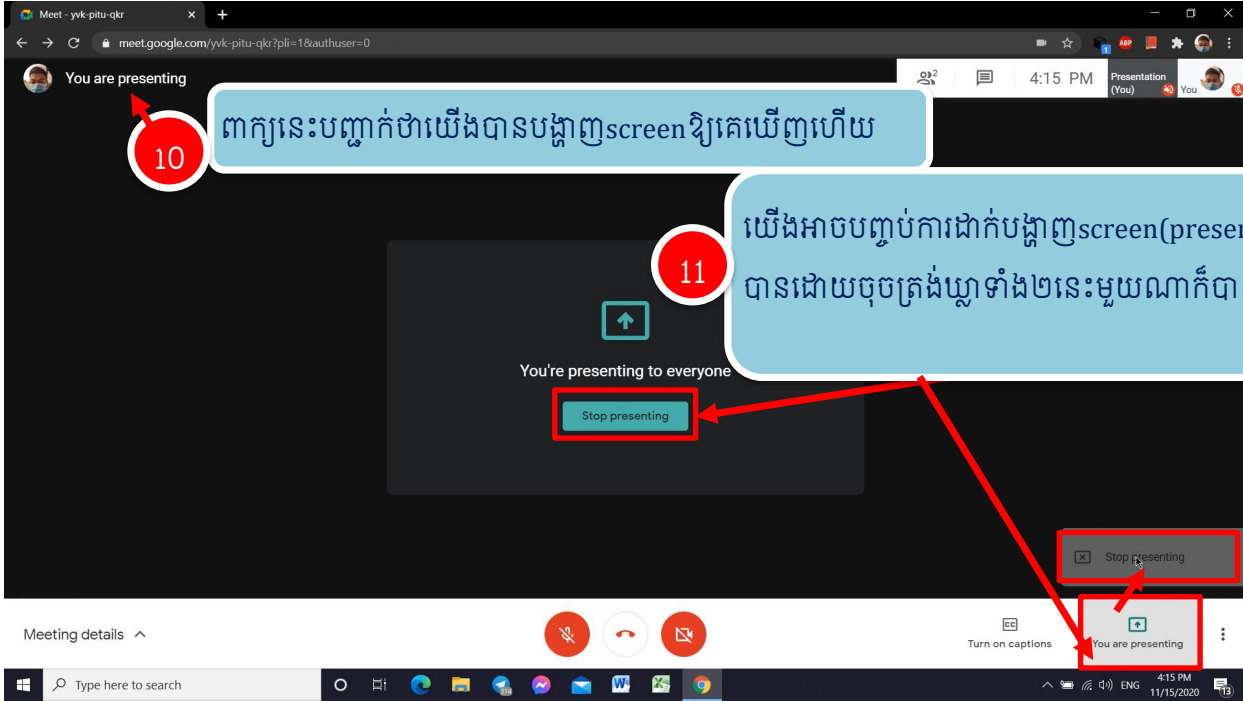 Meet - yvk-pitu-qkr
meet.google.com/yvk-pitu-qkr?pli=1&authuser=0
ABP
1
You are presenting
2
4:15 PM
Presentation
(You)
You
10
ពាក្យនេះបញ្ជាក់ថាយើងបានបង្ហាញscreenឱ្យគេឃើញហើយ
11
យើងអាចបញ្ចប់ការដាក់បង្ហាញscreen(presen
បានដោយចុចត្រង់ឃ្លាទាំង២នេះមួយណាក៏បា
You're presenting to everyone
Stop presenting
Stop presenting
Meeting details
CC
Turn on captions
You are presenting
Type here to search
ENG
4:15 PM
11/15/2020
13